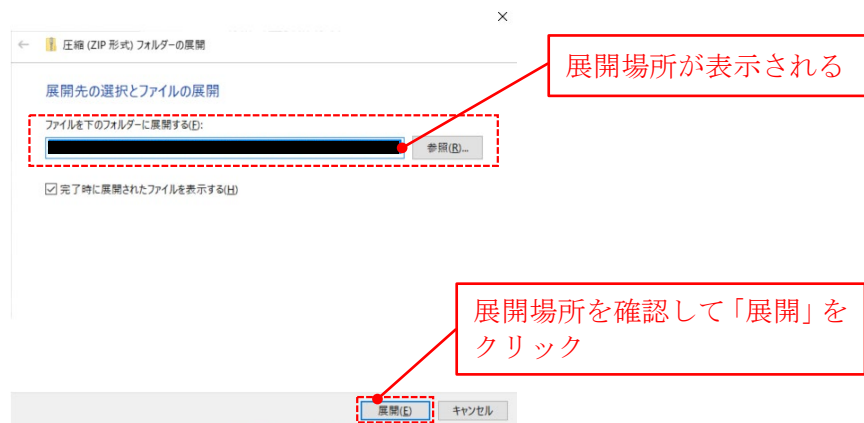 圧縮 (ZIP 形式) フォルダーの展開
展開場所が表示される
展開先の選択とファイルの展開
ファイルを下のフォルダーに展開する(F):
参照(R)...
完了時に展開されたファイルを表示する(H)
展開場所を確認して「展開」を
クリック
展開(E)
キャンセル